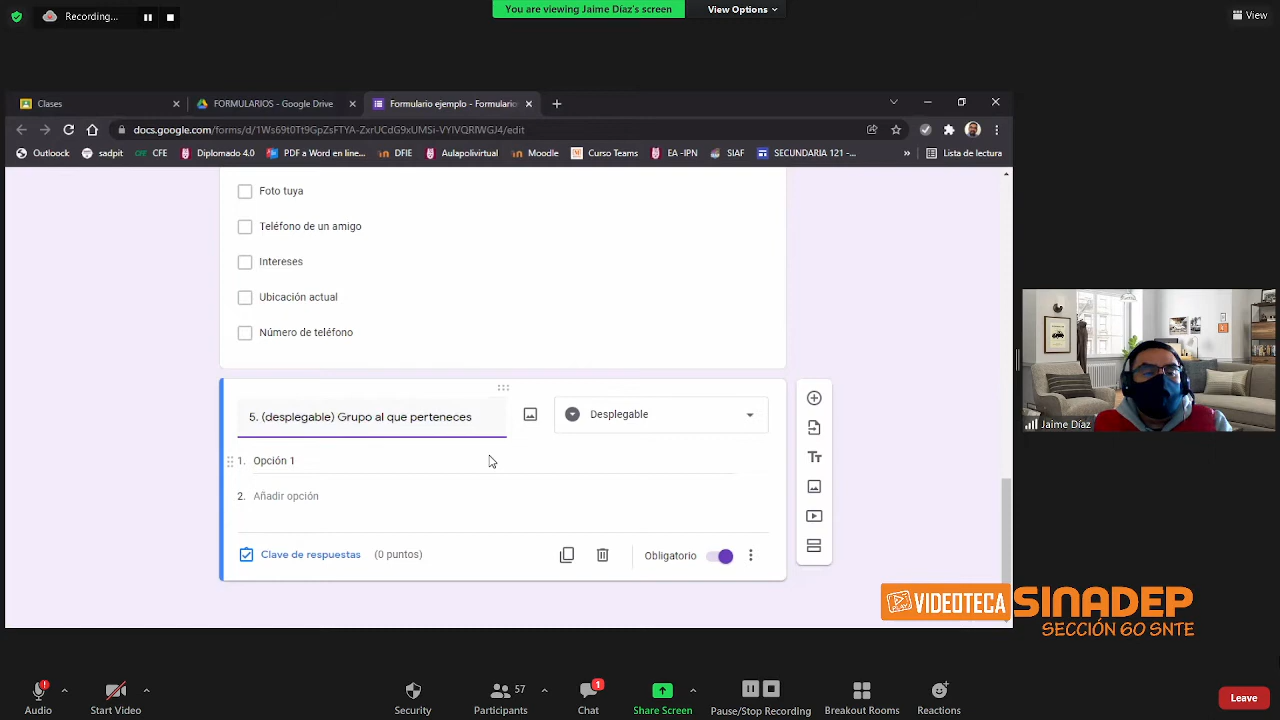 Recording...
You are viewing Jaime Díaz's screen
View Options
View
Clases
FORMULARIOS - Google Drive
Formulario ejemplo - Formulario
docs.google.com/forms/d/1Ws69t0Tt9GpZsFTYA-ZxrUCdG9xUMSi-VYIVQRIWGJ4/edit
Outloock
sadpit
CFE
Diplomado 4.0
PDF a Word en line...
DFIE
Aulapolivirtual
Moodle
Curso Teams
EA -IPN
SIAF
SECUNDARIA 121 -...
»
Lista de lectura
Foto tuya
Teléfono de un amigo
Intereses
Ubicación actual
Número de teléfono
5. (desplegable) Grupo al que perteneces
Desplegable
1. Opción 1
2. Añadir opción
Clave de respuestas (0 puntos)
Obligatorio
Jaime Díaz
VIDEOTECA
SINADEP
SECCIÓN 60 SNTE
Audio
Start Video
Security
57
Participants
1
Chat
Share Screen
Pause/Stop Recording
Breakout Rooms
Reactions
Leave